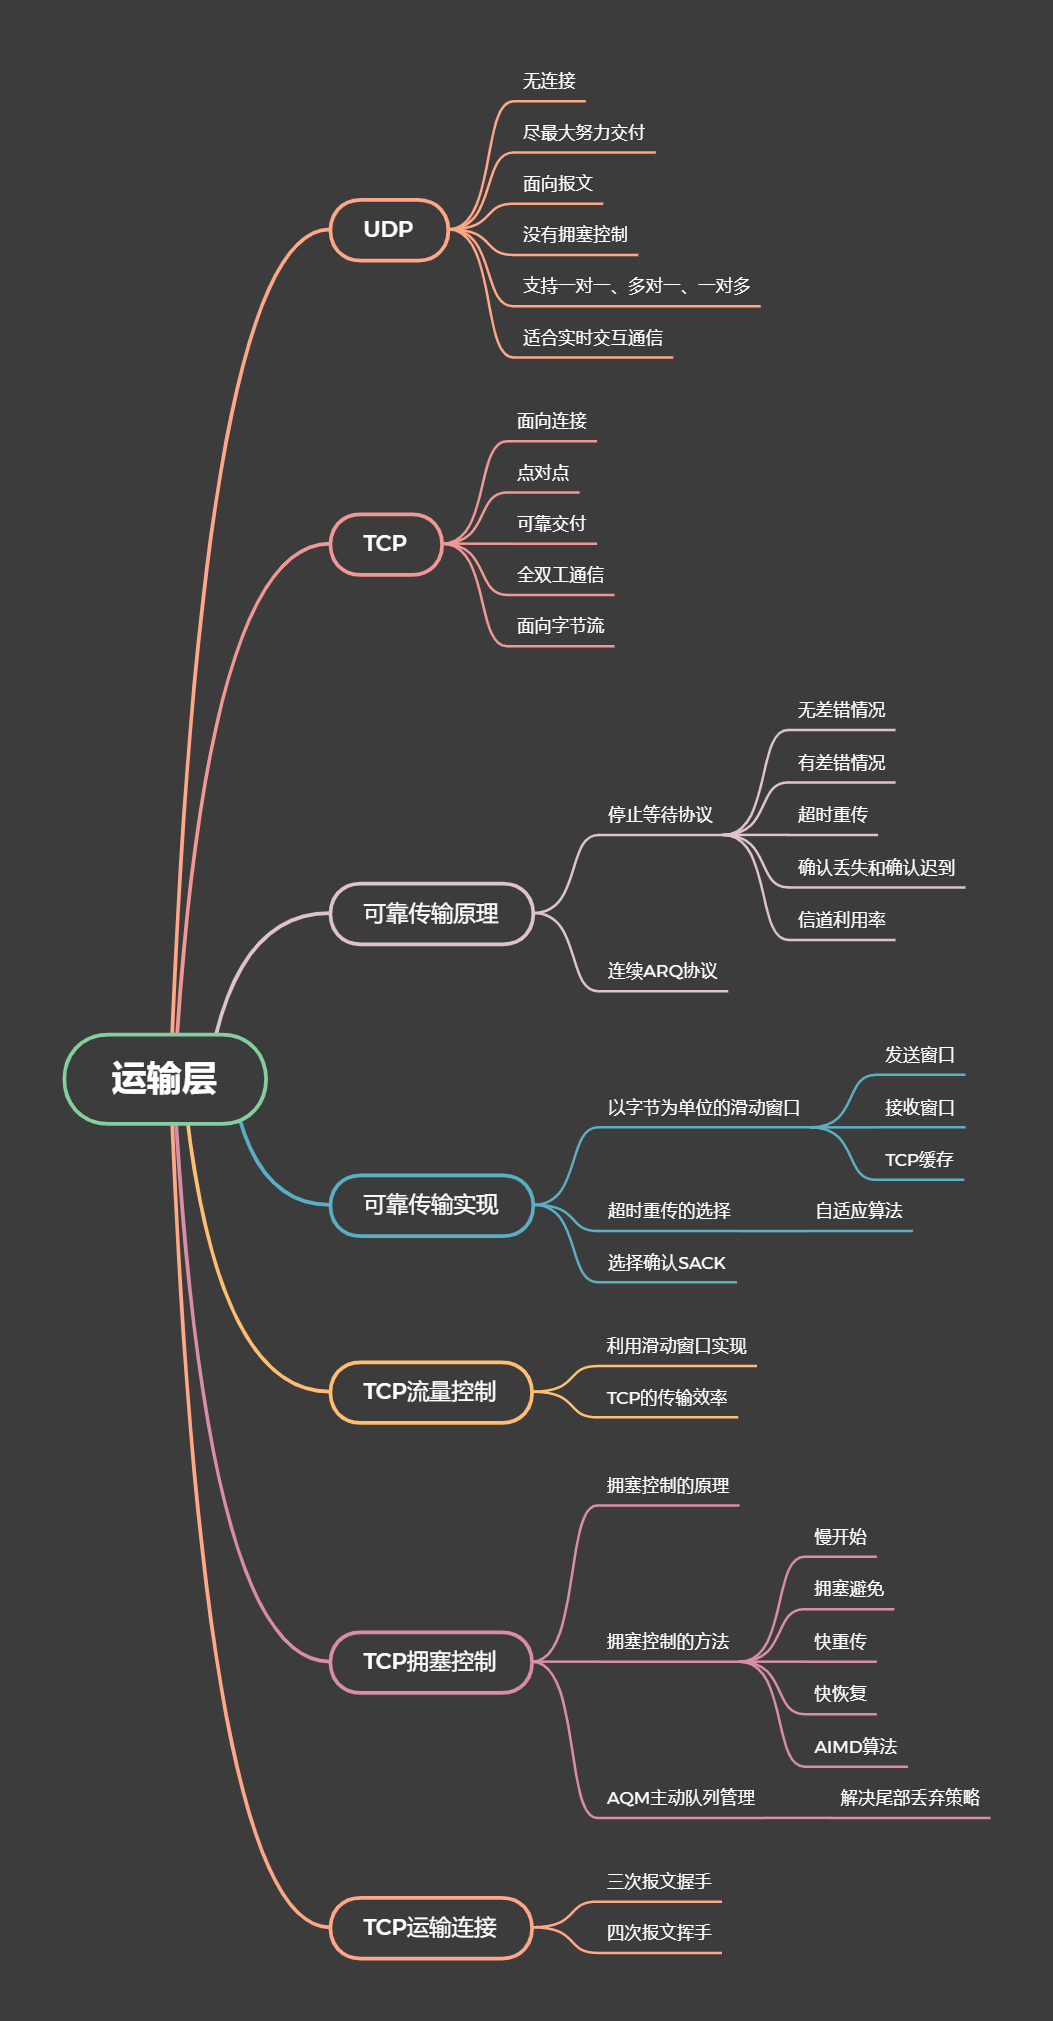 运输层
UDP
无连接
尽最大努力交付
面向报文
没有拥塞控制
支持一对一、多对一、一对多
适合实时交互通信
TCP
面向连接
点对点
可靠交付
全双工通信
面向字节流
可靠传输原理
停止等待协议
无差错情况
有差错情况
超时重传
确认丢失和确认迟到
信道利用率
连续ARQ协议
可靠传输实现
以字节为单位的滑动窗口
发送窗口
接收窗口
TCP缓存
超时重传的选择
自适应算法
选择确认SACK
TCP流量控制
利用滑动窗口实现
TCP的传输效率
TCP拥塞控制
拥塞控制的原理
拥塞控制的方法
慢开始
拥塞避免
快重传
快恢复
AIMD算法
AQM主动队列管理
解决尾部丢弃策略
TCP运输连接
三次报文握手
四次报文挥手